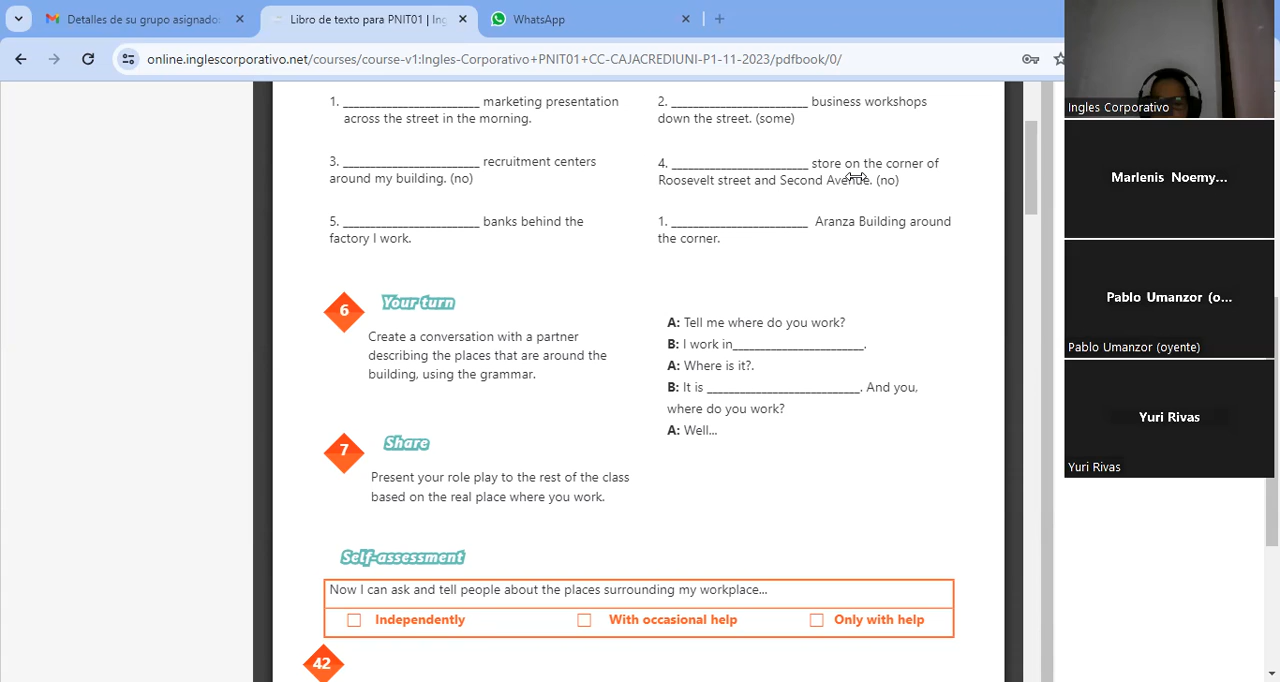 Detalles de su grupo asignado
Libro de texto para PNIT01 | Ing
WhatsApp
online.inglescorporativo.net/courses/course-v1:Ingles-Corporativo+PNIT01+CC-CAJACREDIUNI-P1-11-2023/pdfbook/0/
1. ______________________ marketing presentation
across the street in the morning.
2. ______________________ business workshops
down the street. (some)
3. ______________________ recruitment centers
around my building. (no)
4. ______________________ store on the corner of
Roosevelt street and Second Avenue. (no)
5. ______________________ banks behind the
factory I work.
1. ______________________ Aranza Building around
the corner.
6
Your turn
Create a conversation with a partner
describing the places that are around the
building, using the grammar.
A: Tell me where do you work?
B: I work in_____________________.
A: Where is it?.
B: It is _________________________. And you,
where do you work?
A: Well...
7
Share
Present your role play to the rest of the class
based on the real place where you work.
Self-assessment
Now I can ask and tell people about the places surrounding my workplace...
Independently
With occasional help
Only with help
42
Ingles Corporativo
Marlenis Noemy...
Pablo Umanzor (o...
Pablo Umanzor (oyente)
Yuri Rivas
Yuri Rivas